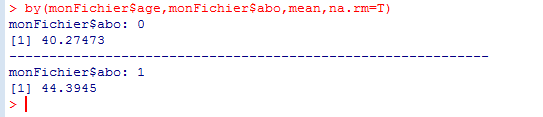 > by(monFichier$age,monFichier$abo,mean,na.rm=T)
monFichier$abo: 0
[1] 40.27473
------------------------------------------------------------
monFichier$abo: 1
[1] 44.3945
>